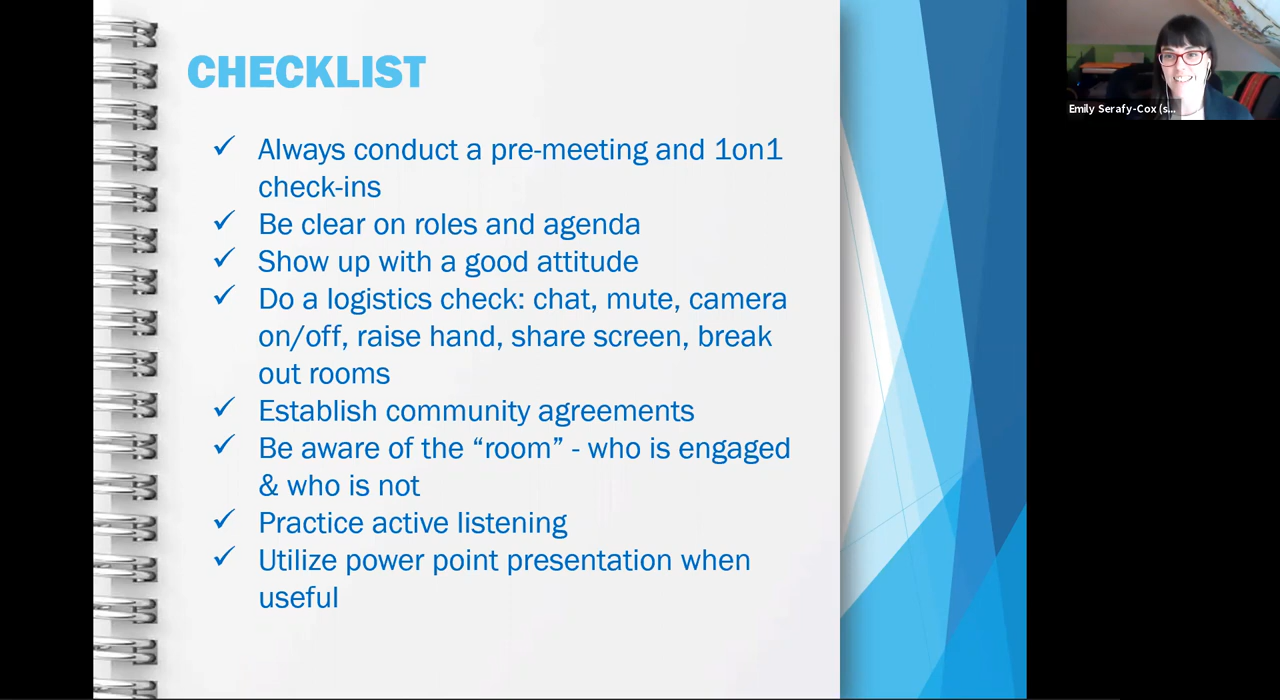 CHECKLIST
✓ Always conduct a pre-meeting and 1on1
check-ins
✓ Be clear on roles and agenda
✓ Show up with a good attitude
✓ Do a logistics check: chat, mute, camera
on/off, raise hand, share screen, break
out rooms
✓ Establish community agreements
✓ Be aware of the “room” - who is engaged
& who is not
✓ Practice active listening
✓ Utilize power point presentation when
useful
Emily Serafy-Cox (s...